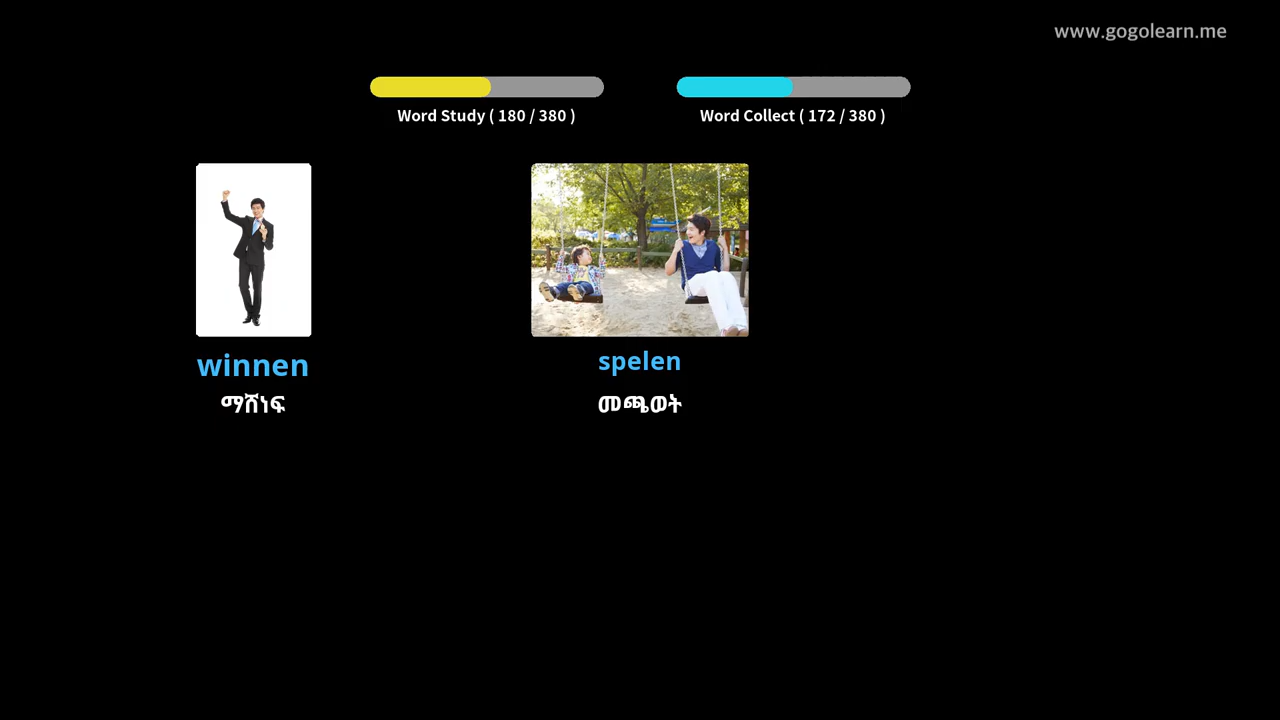 www.gogolearn.me
Word Study ( 180 / 380 )
Word Collect ( 172 / 380 )
winnen
ማሸነፍ
spelen
መጫወት